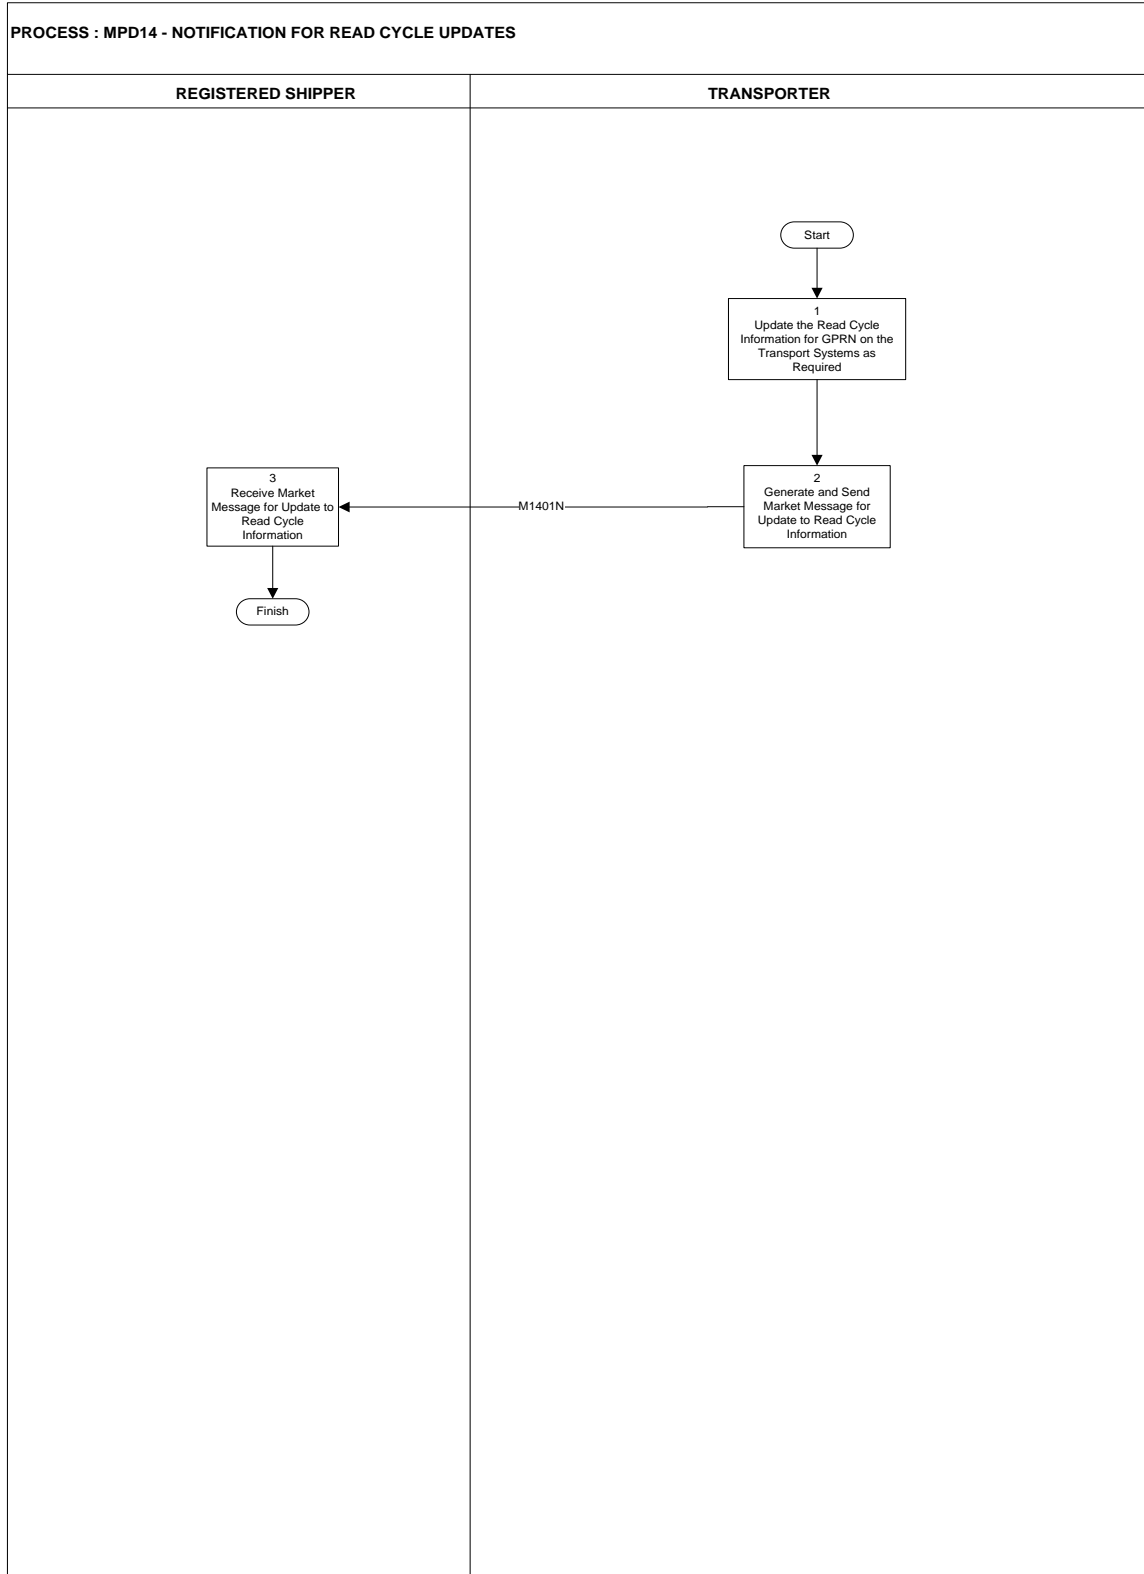 PROCESS : MPD14 - NOTIFICATION FOR READ CYCLE UPDATES
REGISTERED SHIPPER
TRANSPORTER
Start
1
Update the Read Cycle
Information for GPRN on the
Transport Systems as
Required
2
Generate and Send
Market Message for
Update to Read Cycle
Information
M1401N
3
Receive Market
Message for Update to
Read Cycle
Information
Finish